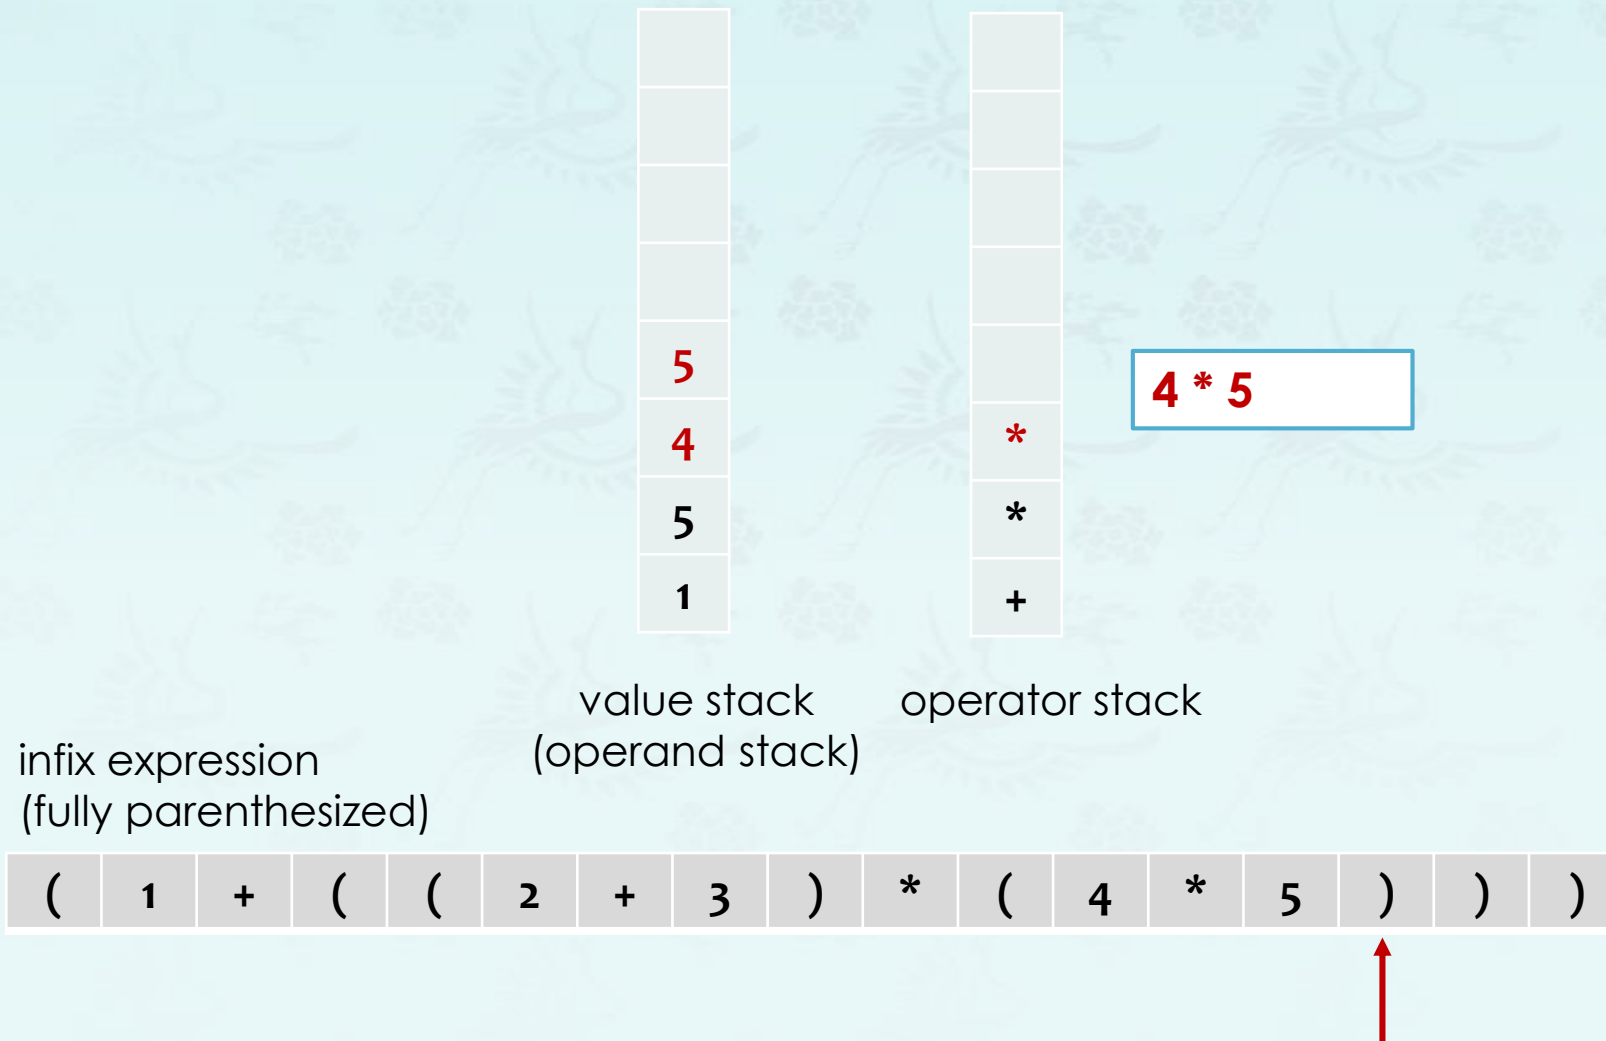 5
4
5
1
*
*
+
4 * 5
value stack
(operand stack)
operator stack
infix expression
(fully parenthesized)
( 1 + ( ( 2 + 3 ) * ( 4 * 5 ) ) )